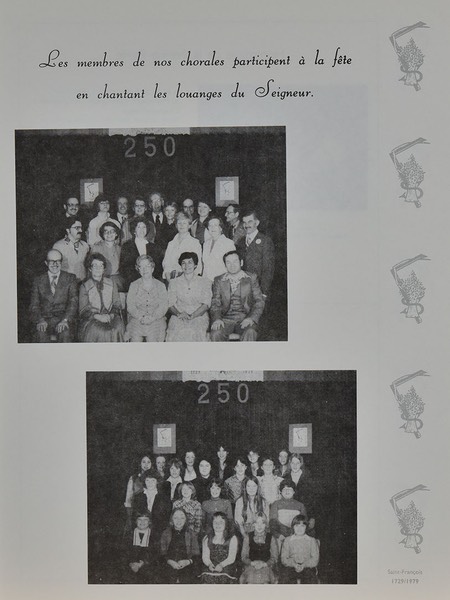 Les membres de nos chorales participent à la fête
en chantant les louanges du Seigneur.
250
250
Saint-François
1729-1979